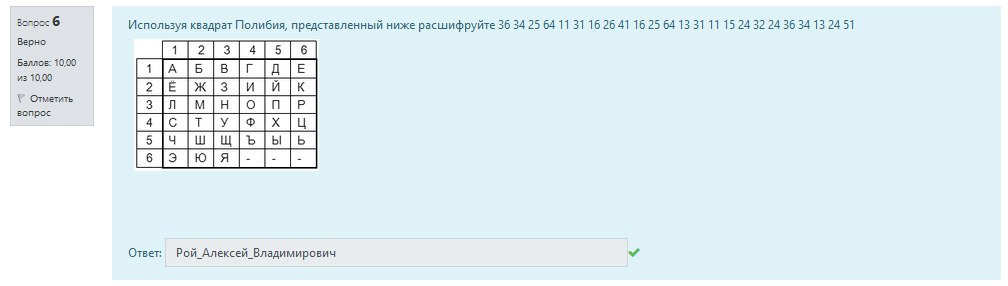 Вопрос 6
Верно
Баллов: 10,00
из 10,00
Отметить
вопрос
Используя квадрат Полибия, представленный ниже расшифруйте 36 34 25 64 11 31 16 26 41 16 25 64 13 31 11 15 24 32 24 36 34 13 24 51
1 2 3 4 5 6
1 А Б В Г Д Е
2 Ё Ж З И Й К
3 Л М Н О П Р
4 С Т У Ф Х Ц
5 Ч Ш Щ Ъ Ы Ь
6 Э Ю Я - - -
Ответ: Рой_Алексей_Владимирович